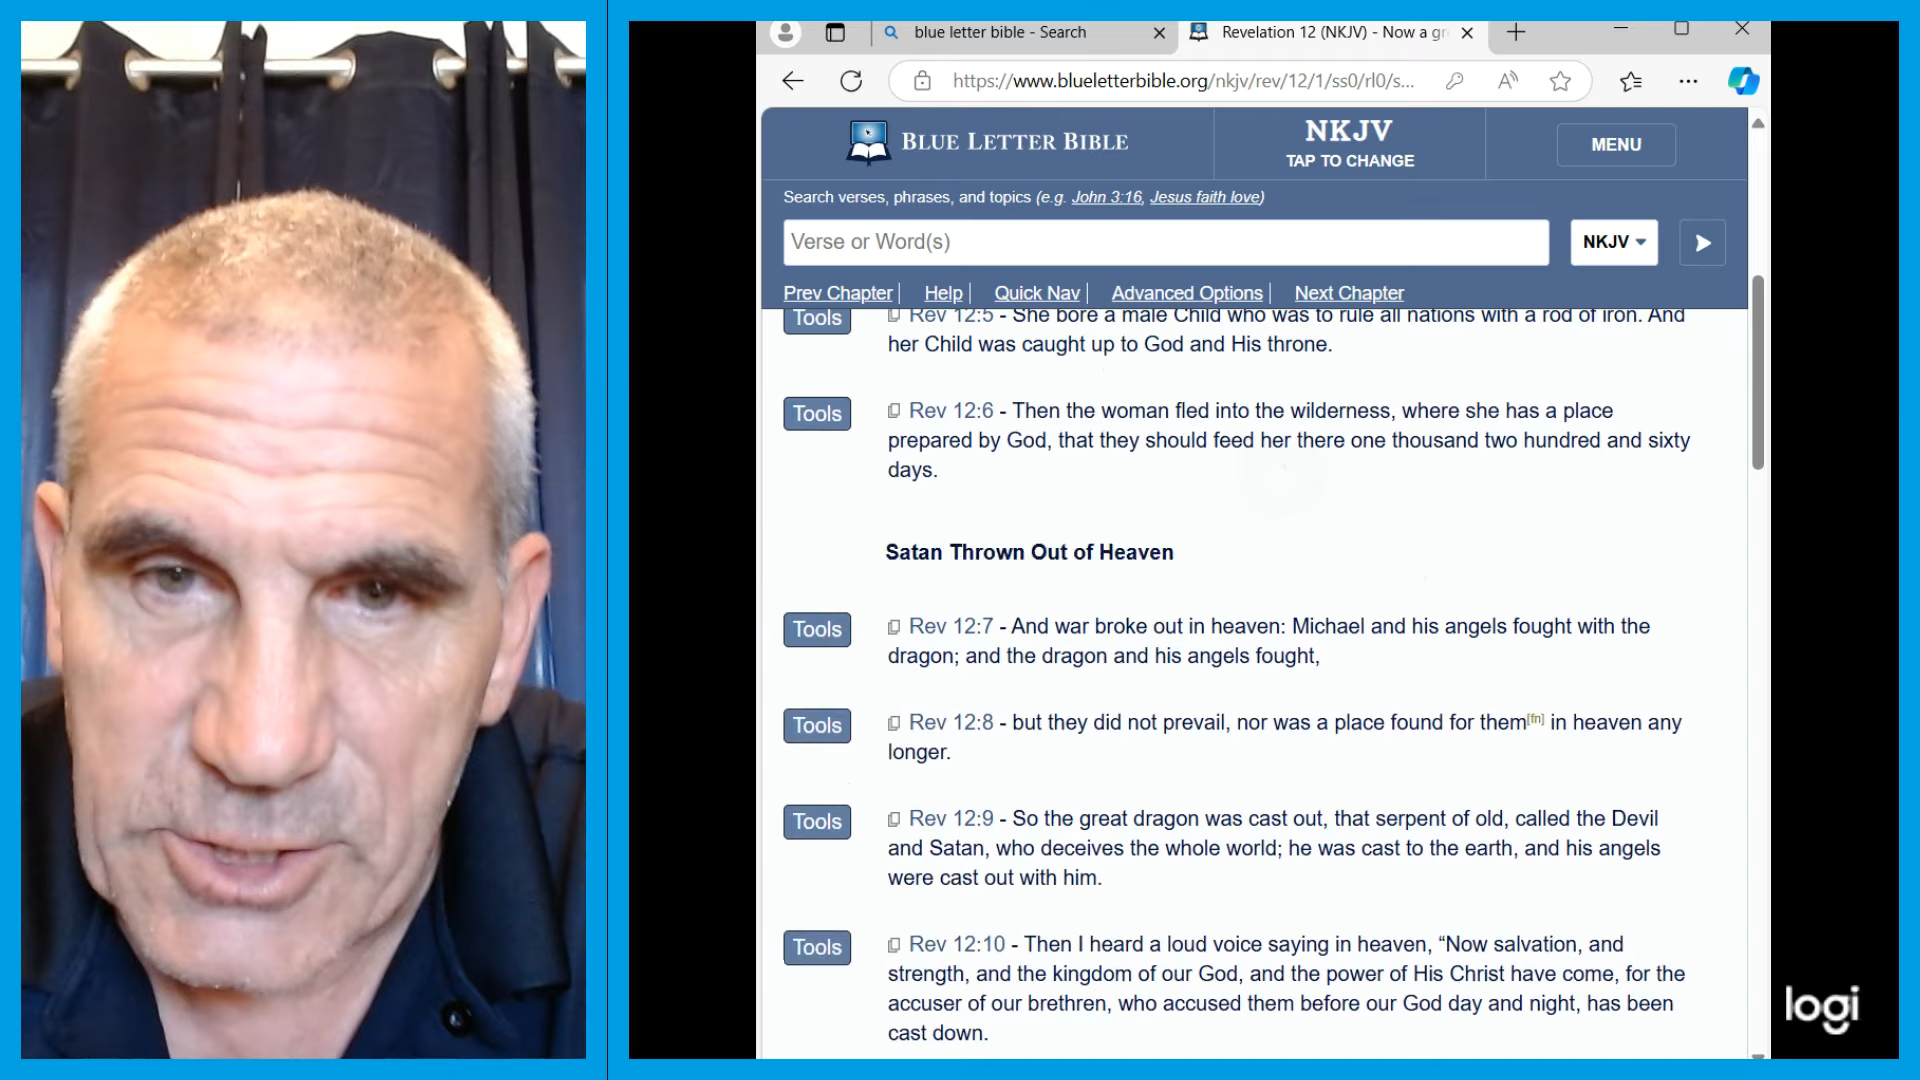 blue letter bible - Search
Revelation 12 (NKJV) - Now a gr
https://www.blueletterbible.org/nkjv/rev/12/1/ss0/rl0/s...
BLUE LETTER BIBLE
NKJV
TAP TO CHANGE
MENU
Search verses, phrases, and topics (e.g. John 3:16, Jesus faith love)
Verse or Word(s)
NKJV
Prev Chapter | Help | Quick Nav | Advanced Options | Next Chapter
Tools
Rev 12:5 - She bore a male Child who was to rule all nations with a rod of iron. And
her Child was caught up to God and His throne.
Tools
Rev 12:6 - Then the woman fled into the wilderness, where she has a place
prepared by God, that they should feed her there one thousand two hundred and sixty
days.
Satan Thrown Out of Heaven
Tools
Rev 12:7 - And war broke out in heaven: Michael and his angels fought with the
dragon; and the dragon and his angels fought,
Tools
Rev 12:8 - but they did not prevail, nor was a place found for them[fn] in heaven any
longer.
Tools
Rev 12:9 - So the great dragon was cast out, that serpent of old, called the Devil
and Satan, who deceives the whole world; he was cast to the earth, and his angels
were cast out with him.
Tools
Rev 12:10 - Then I heard a loud voice saying in heaven, “Now salvation, and
strength, and the kingdom of our God, and the power of His Christ have come, for the
accuser of our brethren, who accused them before our God day and night, has been
cast down.
logi